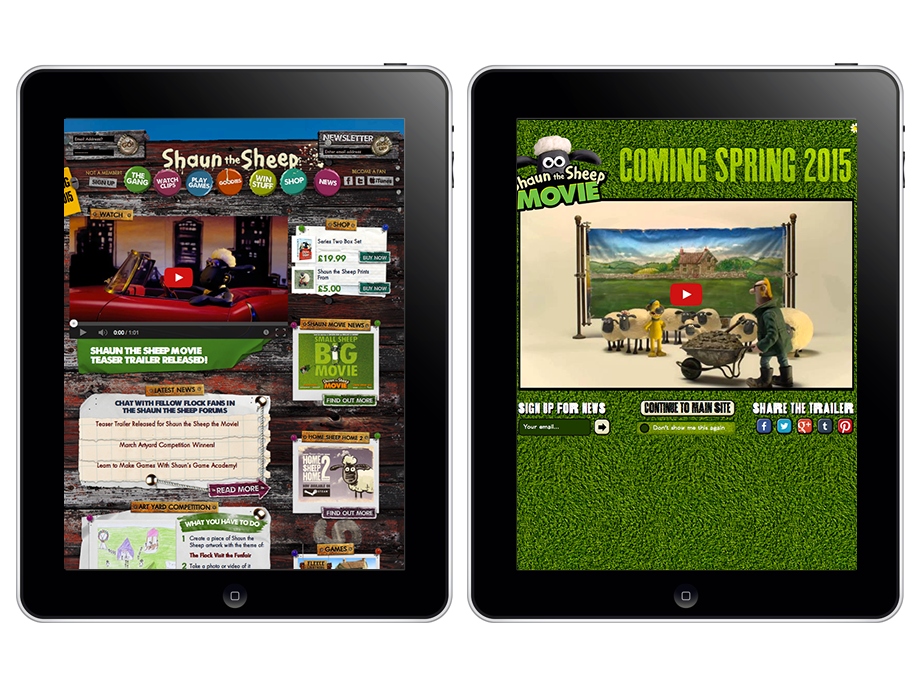 Email Address?
NEWSLETTER
Enter email address
Shaun the Sheep
NOT A MEMBER?
SIGN UP
THE GANG
WATCH CLIPS
PLAY GAMES
GOODIES
WIN STUFF
SHOP
NEWS
BECOME A FAN
iTunes
WATCH
0:00 / 1:01
SHAUN THE SHEEP MOVIE
TEASER TRAILER RELEASED!
SHOP
Series Two Box Set
£19.99
BUY NOW
Shaun the Sheep Prints
From
£5.00
BUY NOW
SHAUN MOVIE NEWS
SMALL SHEEP
BIG
MOVIE
Shaun the Sheep
MOVIE
FIND OUT MORE
LATEST NEWS
CHAT WITH FELLOW FLOCK FANS IN
THE SHAUN THE SHEEP FORUMS
Teaser Trailer Released for Shaun the Sheep the Movie!
March Artyard Competition Winners!
Learn to Make Games With Shaun's Game Academy!
READ MORE
HOME SHEEP HOME 2
HOME
SHEEP
HOME
2
FIND OUT MORE
ART YARD COMPETITION
WHAT YOU HAVE TO DO
1 Create a piece of Shaun the
Sheep artwork with the theme of:
The Flock Visit the Funfair
2 Take a photo or video of it
GAMES
Shaun the Sheep
MOVIE
COMING SPRING 2015
SIGN UP FOR NEWS
Your email...
CONTINUE TO MAIN SITE
Don't show me this again
SHARE THE TRAILER